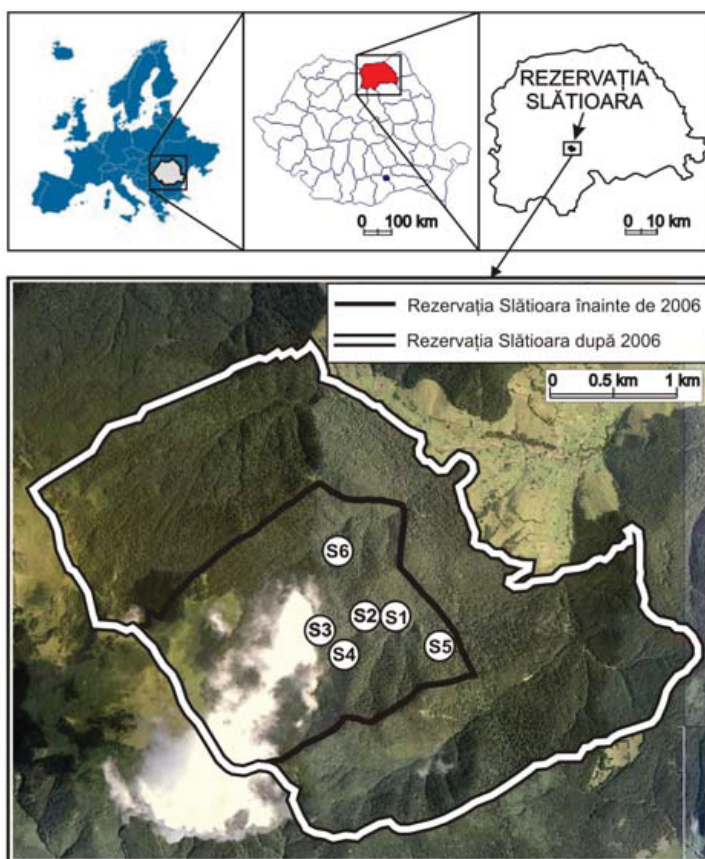 REZERVAȚIA
SLĂTIOARA
0 100 km
0 10 km
Rezervația Slătioara înainte de 2006
Rezervația Slătioara după 2006
0 0.5 km 1 km
S6
S2
S1
S3
S4
S5